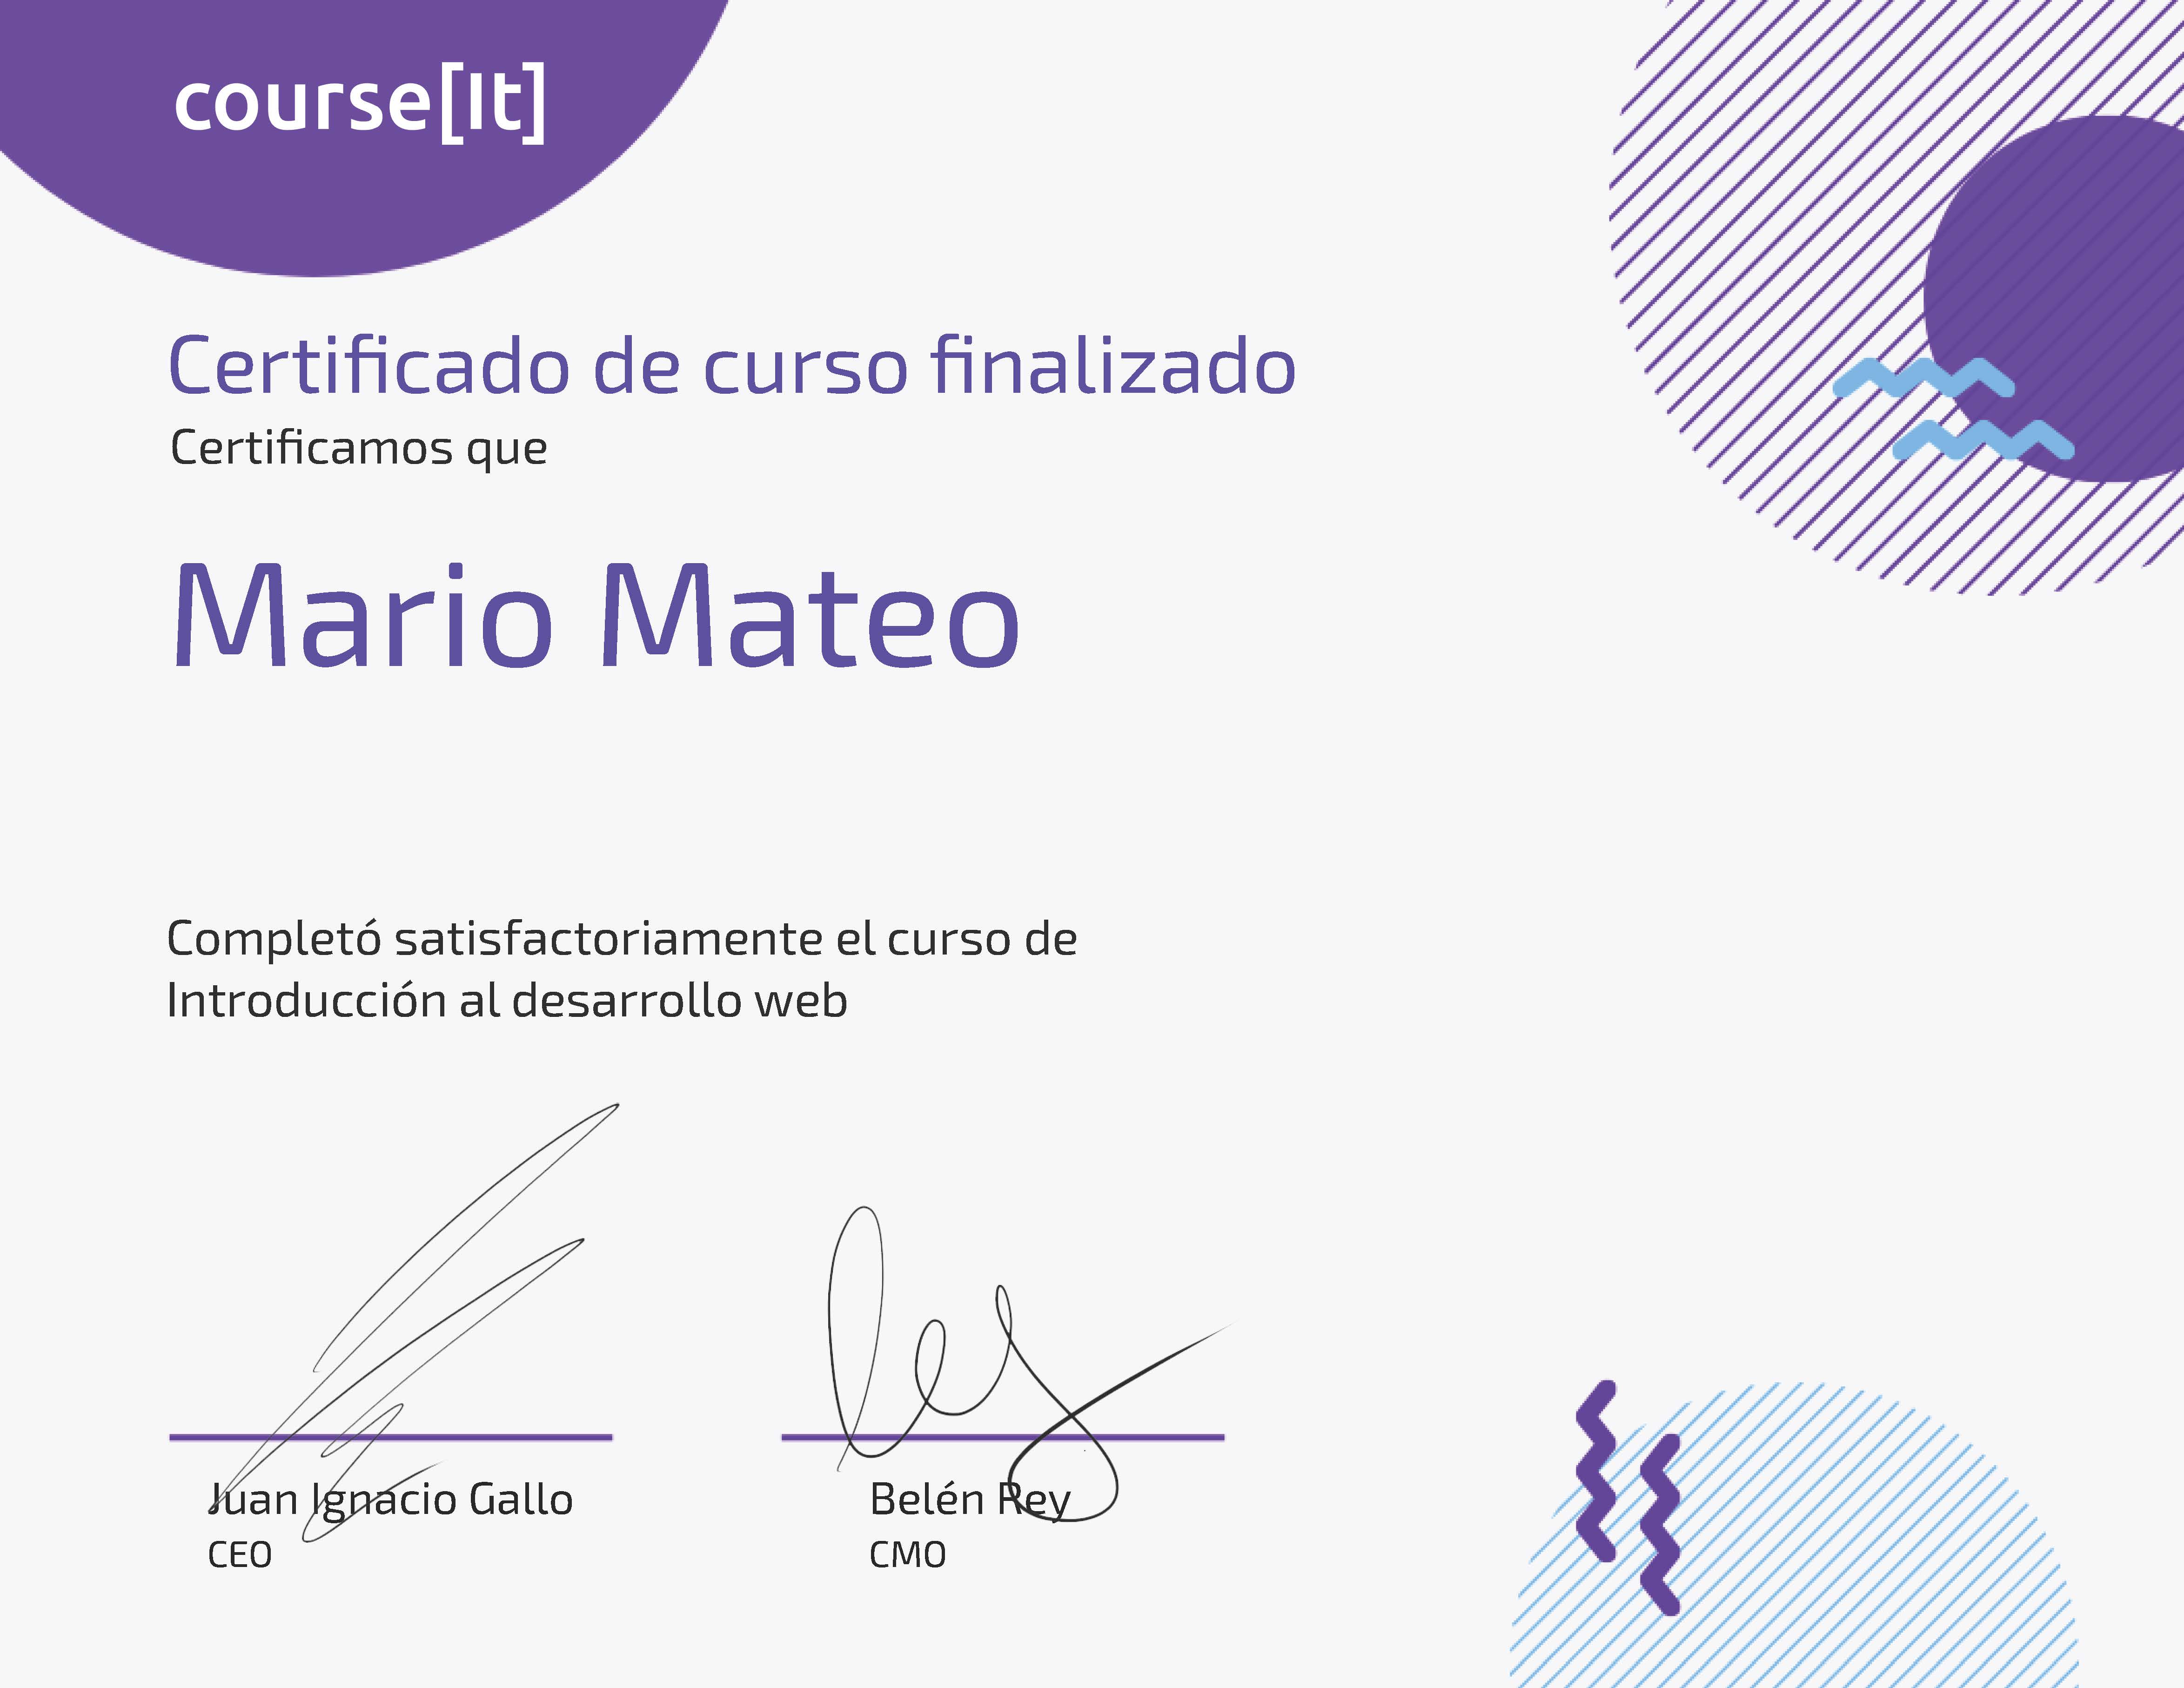 course[It]
Certificado de curso finalizado
Certificamos que
Mario Mateo
Completó satisfactoriamente el curso de
Introducción al desarrollo web
Juan Ignacio Gallo
CEO
Belén Rey
CMO